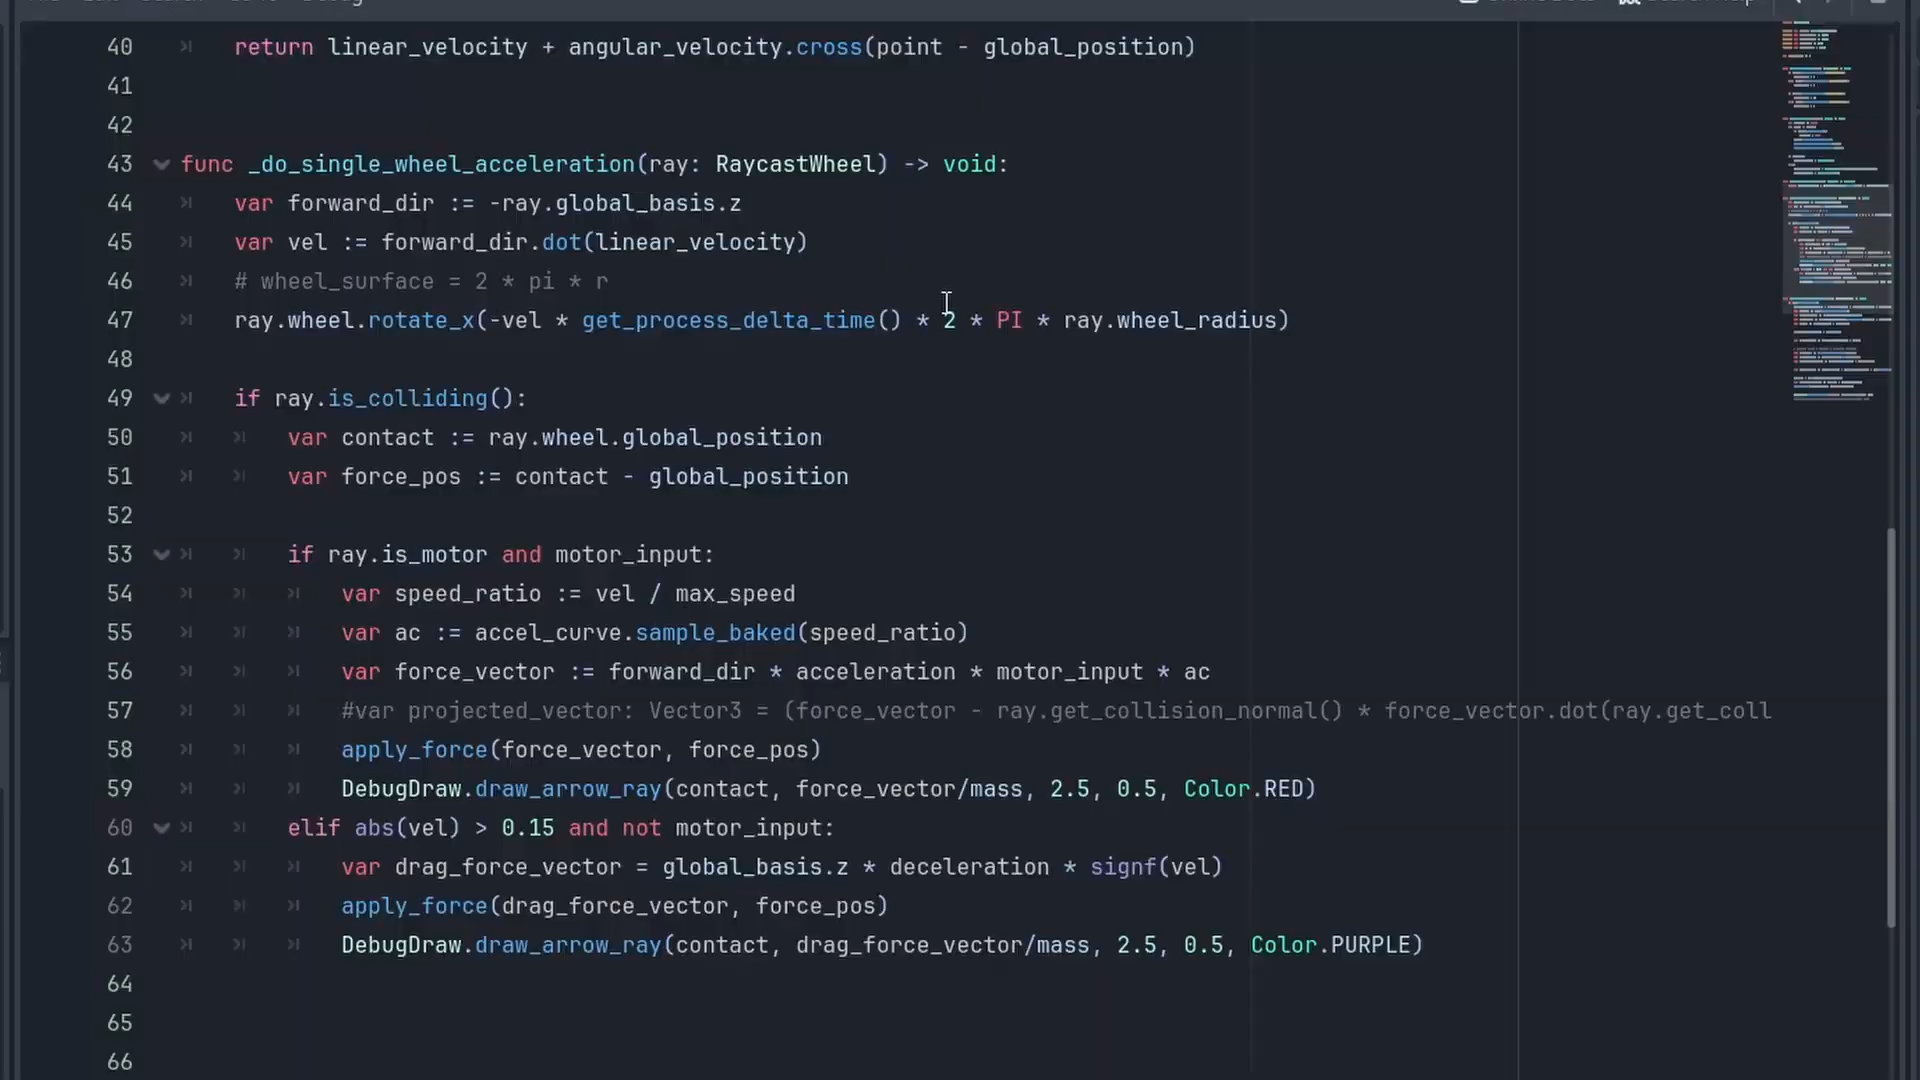 40 return linear_velocity + angular_velocity.cross(point - global_position)
41
42
43 func _do_single_wheel_acceleration(ray: RaycastWheel) -> void:
44 var forward_dir := -ray.global_basis.z
45 var vel := forward_dir.dot(linear_velocity)
46 # wheel_surface = 2 * pi * r
47 ray.wheel.rotate_x(-vel * get_process_delta_time() * 2 * PI * ray.wheel_radius)
48
49 if ray.is_colliding():
50 var contact := ray.wheel.global_position
51 var force_pos := contact - global_position
52
53 if ray.is_motor and motor_input:
54 var speed_ratio := vel / max_speed
55 var ac := accel_curve.sample_baked(speed_ratio)
56 var force_vector := forward_dir * acceleration * motor_input * ac
57 #var projected_vector: Vector3 = (force_vector - ray.get_collision_normal() * force_vector.dot(ray.get_coll
58 apply_force(force_vector, force_pos)
59 DebugDraw.draw_arrow_ray(contact, force_vector/mass, 2.5, 0.5, Color.RED)
60 elif abs(vel) > 0.15 and not motor_input:
61 var drag_force_vector = global_basis.z * deceleration * signf(vel)
62 apply_force(drag_force_vector, force_pos)
63 DebugDraw.draw_arrow_ray(contact, drag_force_vector/mass, 2.5, 0.5, Color.PURPLE)
64
65
66